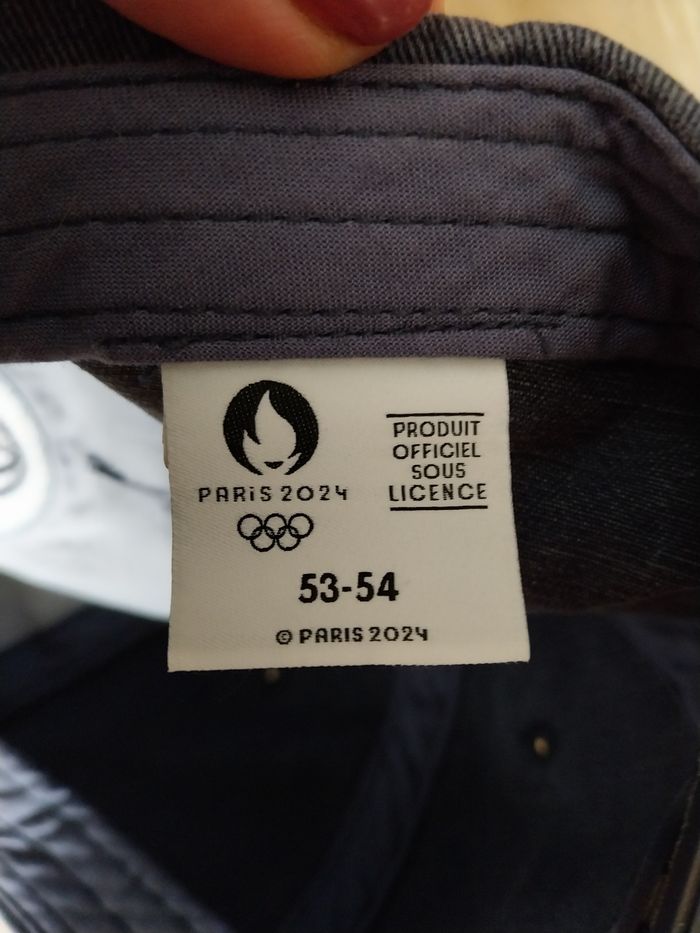 PARiS 2024
PRODUIT
OFFICIEL
SOUS
LICENCE
53-54
© PARIS 2024